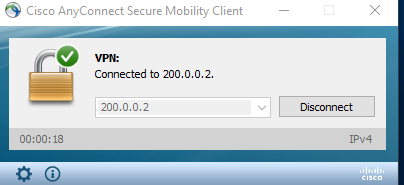 Cisco AnyConnect Secure Mobility Client
VPN:
Connected to 200.0.0.2.
200.0.0.2
Disconnect
00:00:18
IPv4
cisco